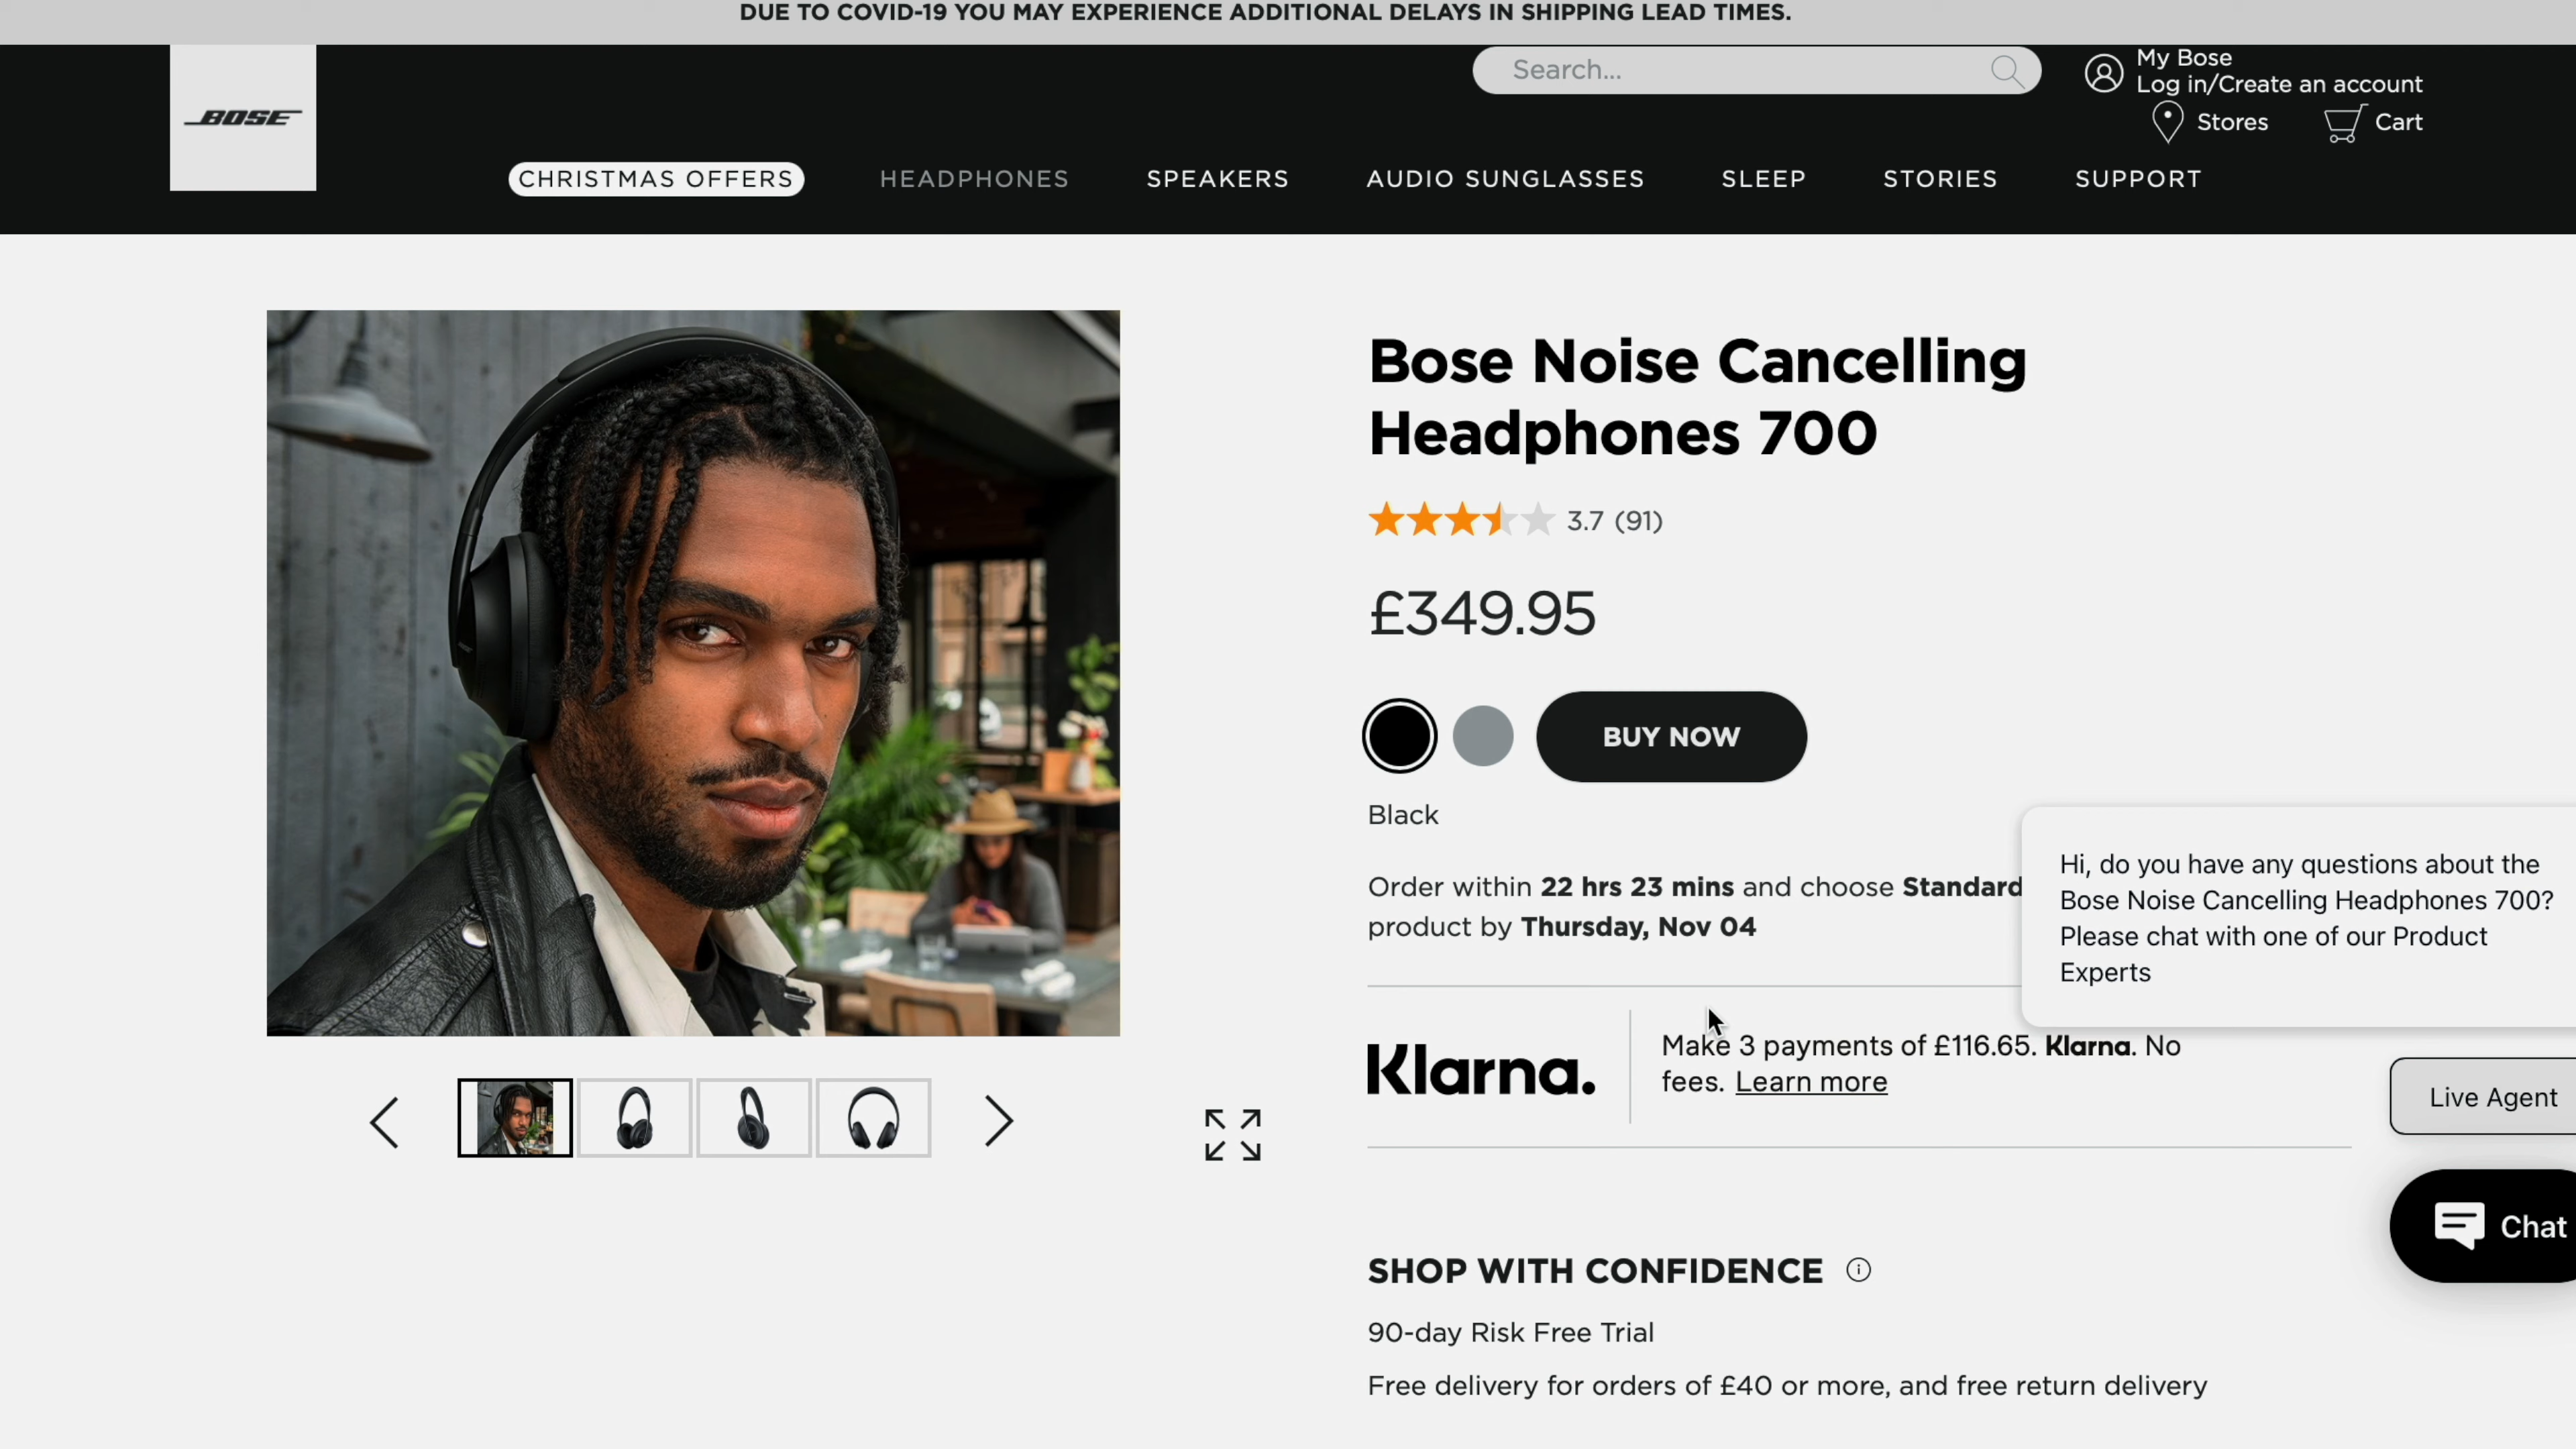 DUE TO COVID-19 YOU MAY EXPERIENCE ADDITIONAL DELAYS IN SHIPPING LEAD TIMES.
BOSE
Search...
My Bose
Log in/Create an account
Stores
Cart
CHRISTMAS OFFERS
HEADPHONES
SPEAKERS
AUDIO SUNGLASSES
SLEEP
STORIES
SUPPORT
Bose Noise Cancelling
Headphones 700
3.7 (91)
£349.95
BUY NOW
Black
Order within 22 hrs 23 mins and choose Standard
product by Thursday, Nov 04
Hi, do you have any questions about the
Bose Noise Cancelling Headphones 700?
Please chat with one of our Product
Experts
Klarna.
Make 3 payments of £116.65. Klarna. No
fees. Learn more
Live Agent
Chat
SHOP WITH CONFIDENCE
90-day Risk Free Trial
Free delivery for orders of £40 or more, and free return delivery